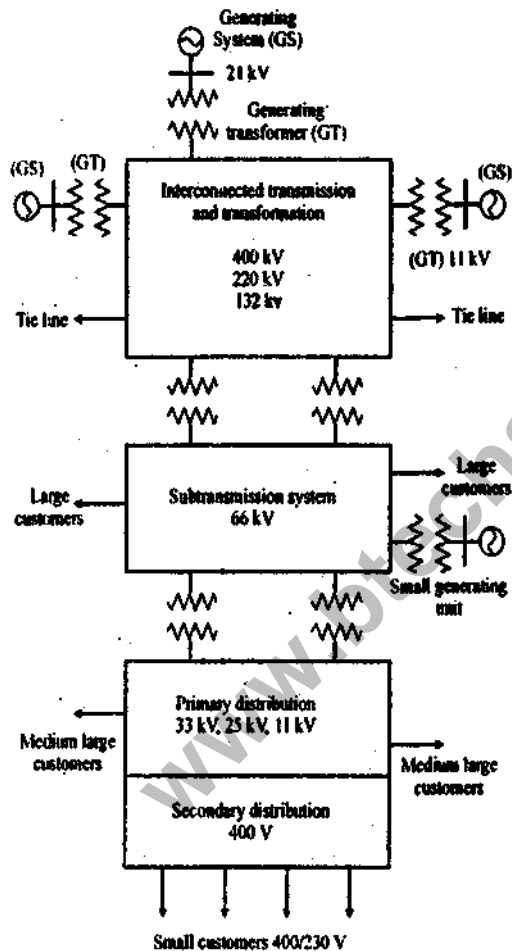 Generating
System (GS)
21 kV
Generating
transformer (GT)
(GS)
(GT)
(GS)
Interconnected transmission
and transformation
400 kV
220 kV
132 kv
(GT) 11 kV
Tie line
Tie line
Large
customers
Large
customers
Subtransmission system
66 kV
Small generating
unit
Primary distribution
33 kV, 25 kV, 11 kV
Medium large
customers
Medium large
customers
Secondary distribution
400 V
Small customers 400/230 V
www.btechs